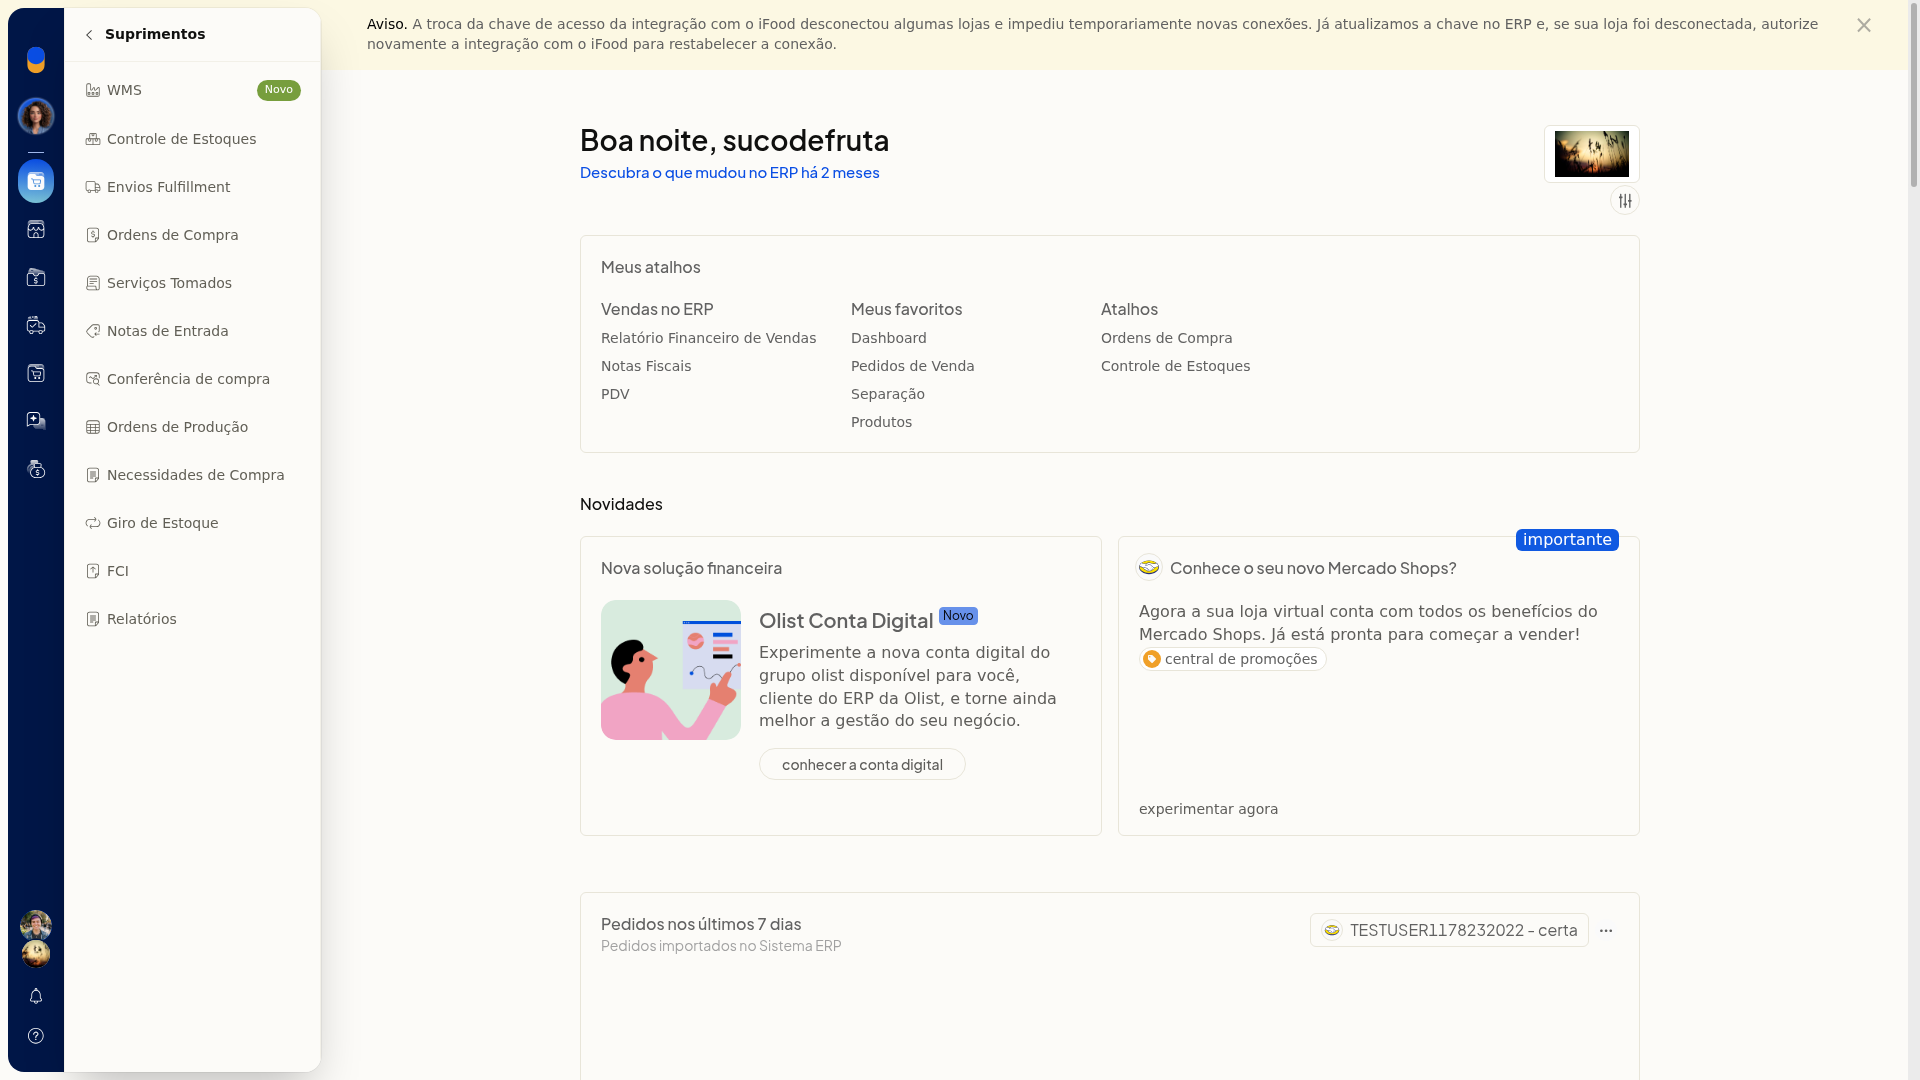 Suprimentos
WMS
Novo
Controle de Estoques
Envios Fulfillment
Ordens de Compra
Serviços Tomados
Notas de Entrada
Conferência de compra
Ordens de Produção
Necessidades de Compra
Giro de Estoque
FCI
Relatórios
Aviso. A troca da chave de acesso da integração com o iFood desconectou algumas lojas e impediu temporariamente novas conexões. Já atualizamos a chave no ERP e, se sua loja foi desconectada, autorize
novamente a integração com o iFood para restabelecer a conexão.
Boa noite, sucodefruta
Descubra o que mudou no ERP há 2 meses
Meus atalhos
Vendas no ERP
Relatório Financeiro de Vendas
Notas Fiscais
PDV
Meus favoritos
Dashboard
Pedidos de Venda
Separação
Produtos
Atalhos
Ordens de Compra
Controle de Estoques
Novidades
Nova solução financeira
Olist Conta Digital Novo
Experimente a nova conta digital do
grupo olist disponível para você,
cliente do ERP da Olist, e torne ainda
melhor a gestão do seu negócio.
conhecer a conta digital
importante
Conhece o seu novo Mercado Shops?
Agora a sua loja virtual conta com todos os benefícios do
Mercado Shops. Já está pronta para começar a vender!
central de promoções
experimentar agora
Pedidos nos últimos 7 dias
Pedidos importados no Sistema ERP
TESTUSER1178232022 - certa